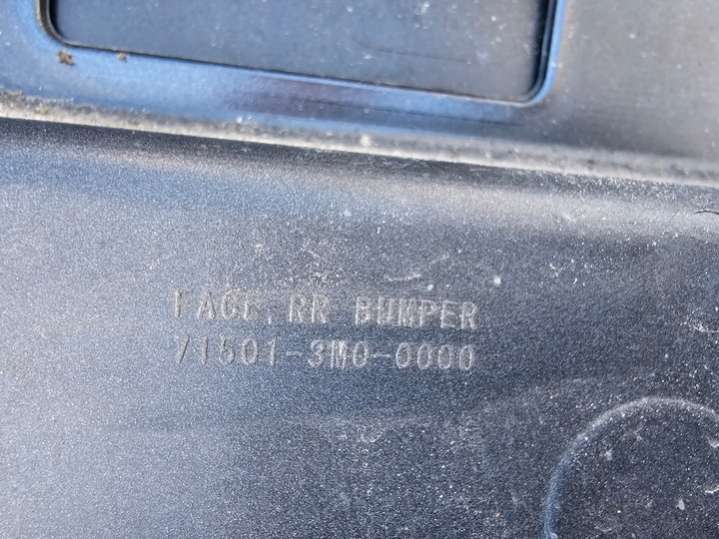 FACE, RR BUMPER
71501-3M0-0000